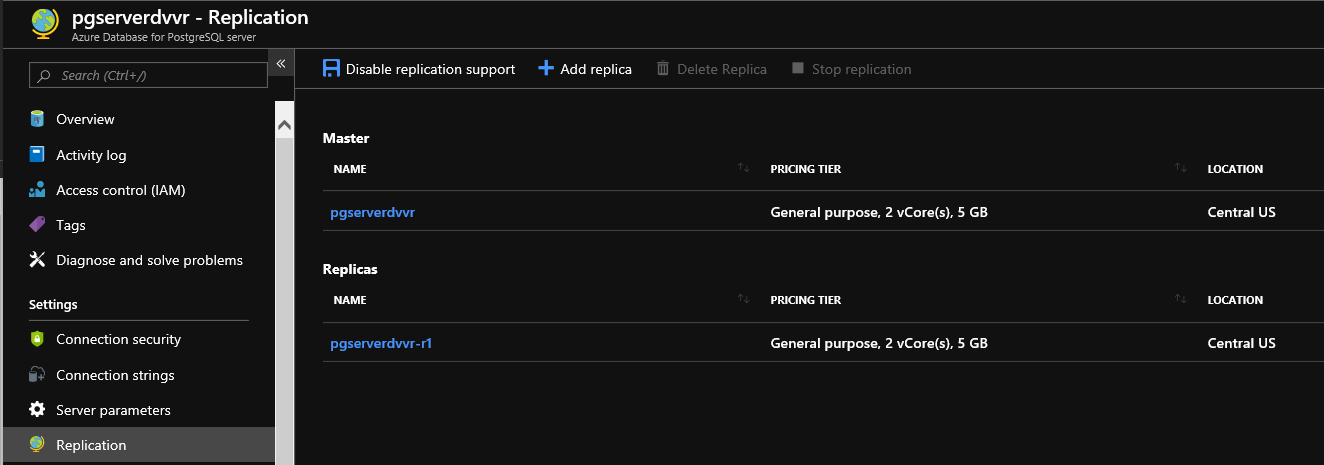 pgserverdvvr - Replication
Azure Database for PostgreSQL server
Search (Ctrl+/)
«
Overview
Activity log
Access control (IAM)
Tags
Diagnose and solve problems
Settings
Connection security
Connection strings
Server parameters
Replication
Disable replication support Add replica Delete Replica Stop replication
Master
NAME PRICING TIER LOCATION
pgserverdvvr General purpose, 2 vCore(s), 5 GB Central US
Replicas
NAME PRICING TIER LOCATION
pgserverdvvr-r1 General purpose, 2 vCore(s), 5 GB Central US